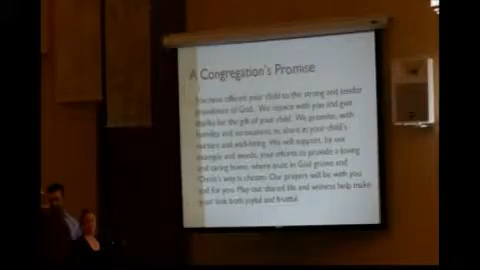 A Congregation's Promise
You have offered your child to the strong and tender
providence of God. We rejoice with you and give
thanks for the gift of your child. We promise, with
humility and seriousness, to share in your child's
nurture and well-being. We will support, by our
example and words, your efforts to provide a loving
and caring home, where trust in God grows and
Christ's way is chosen. Our prayers will be with you
and for you. May our shared life and witness help make
your task both joyful and fruitful.